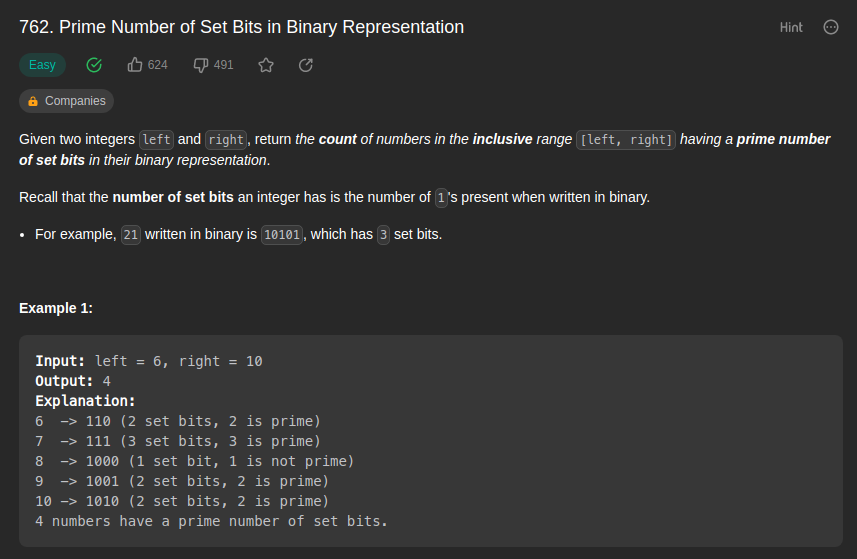 762. Prime Number of Set Bits in Binary Representation
Hint
Easy 624 491
Companies
Given two integers left and right, return the count of numbers in the inclusive range [left, right] having a prime number
of set bits in their binary representation.
Recall that the number of set bits an integer has is the number of 1's present when written in binary.
• For example, 21 written in binary is 10101, which has 3 set bits.
Example 1:
Input: left = 6, right = 10
Output: 4
Explanation:
6 -> 110 (2 set bits, 2 is prime)
7 -> 111 (3 set bits, 3 is prime)
8 -> 1000 (1 set bit, 1 is not prime)
9 -> 1001 (2 set bits, 2 is prime)
10 -> 1010 (2 set bits, 2 is prime)
4 numbers have a prime number of set bits.